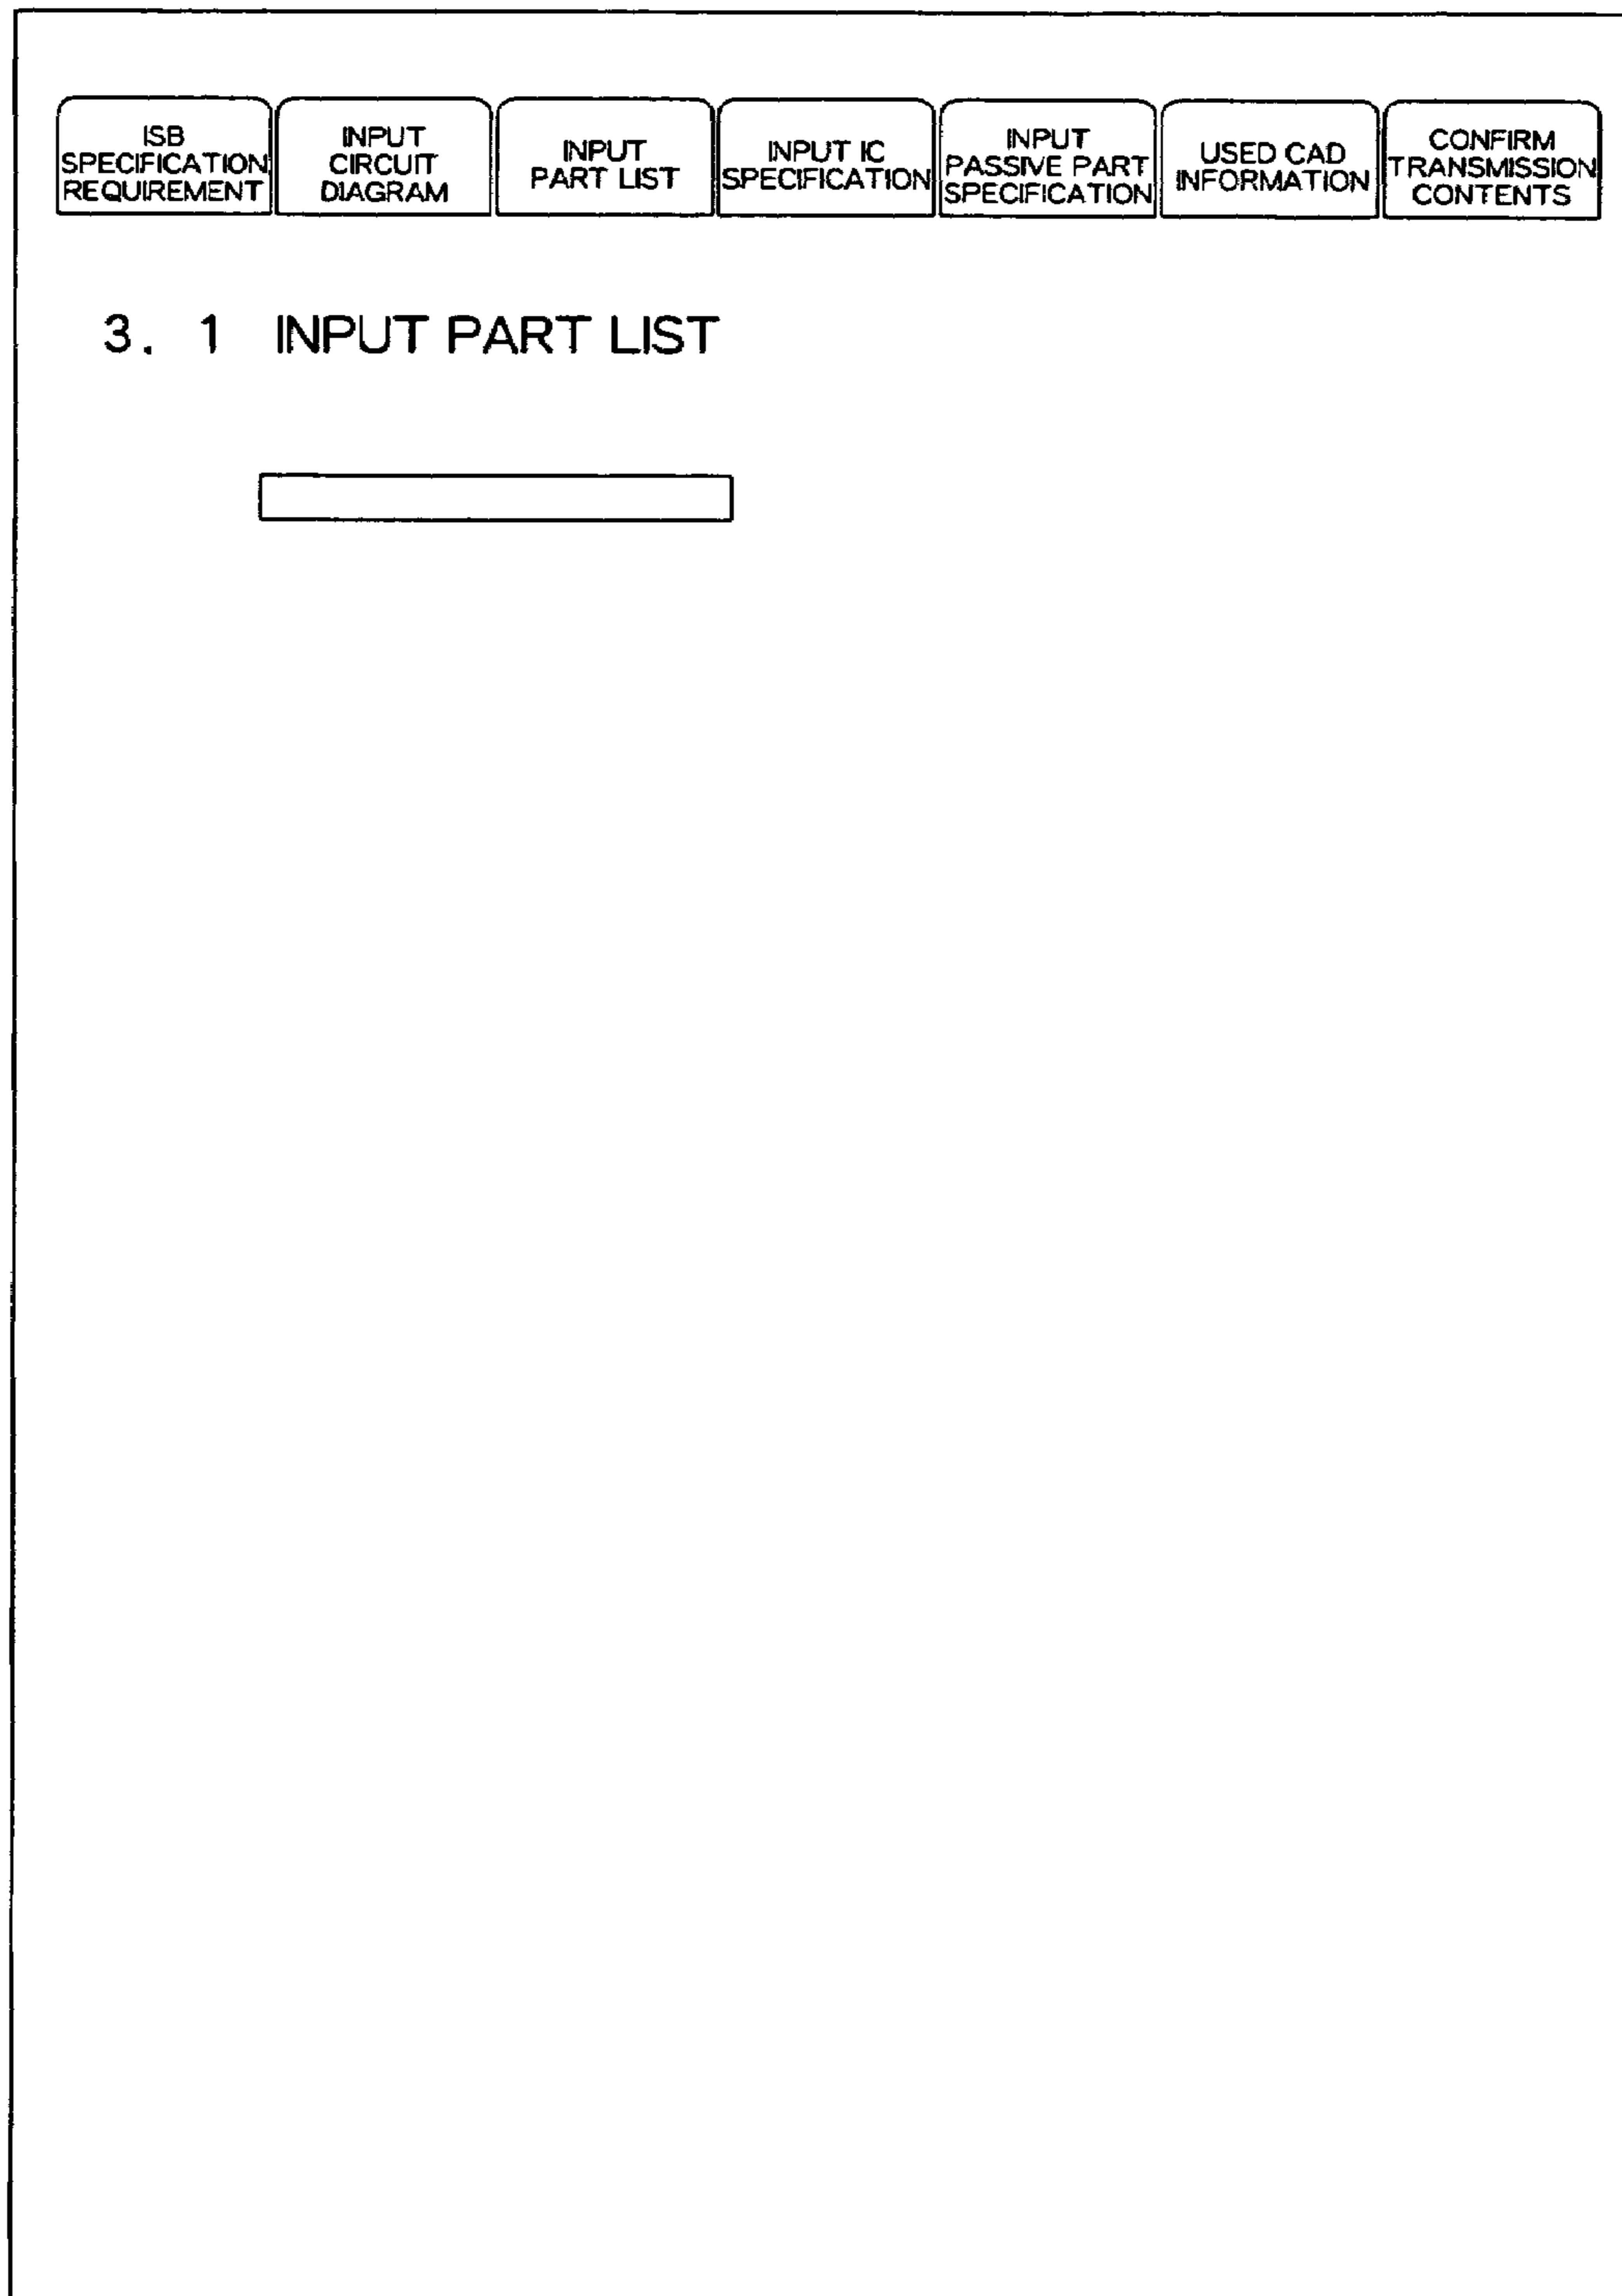 ISB
SPECIFICATION
REQUIREMENT
INPUT
CIRCUIT
DIAGRAM
INPUT
PART LIST
INPUT IC
SPECIFICATION
INPUT
PASSIVE PART
SPECIFICATION
USED CAD
INFORMATION
CONFIRM
TRANSMISSION
CONTENTS
3. 1 INPUT PART LIST